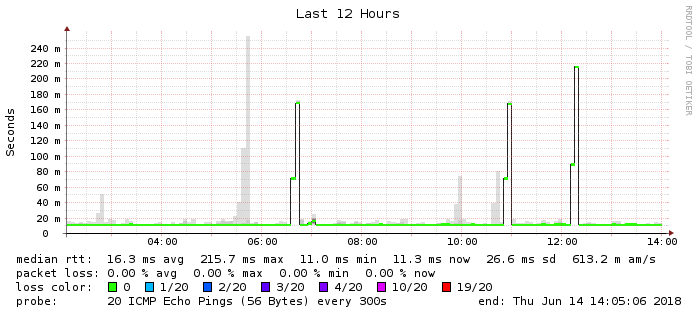 Last 12 Hours
RRDTOOL / TOBI OETIKER
Seconds
240 m
220 m
200 m
180 m
160 m
140 m
120 m
100 m
80 m
60 m
40 m
20 m
0
04:00 06:00 08:00 10:00 12:00 14:00
median rtt: 16.3 ms avg 215.7 ms max 11.0 ms min 11.3 ms now 26.6 ms sd 613.2 m am/s
packet loss: 0.00 % avg 0.00 % max 0.00 % min 0.00 % now
loss color: 0 1/20 2/20 3/20 4/20 10/20 19/20
probe: 20 ICMP Echo Pings (56 Bytes) every 300s end: Thu Jun 14 14:05:06 2018